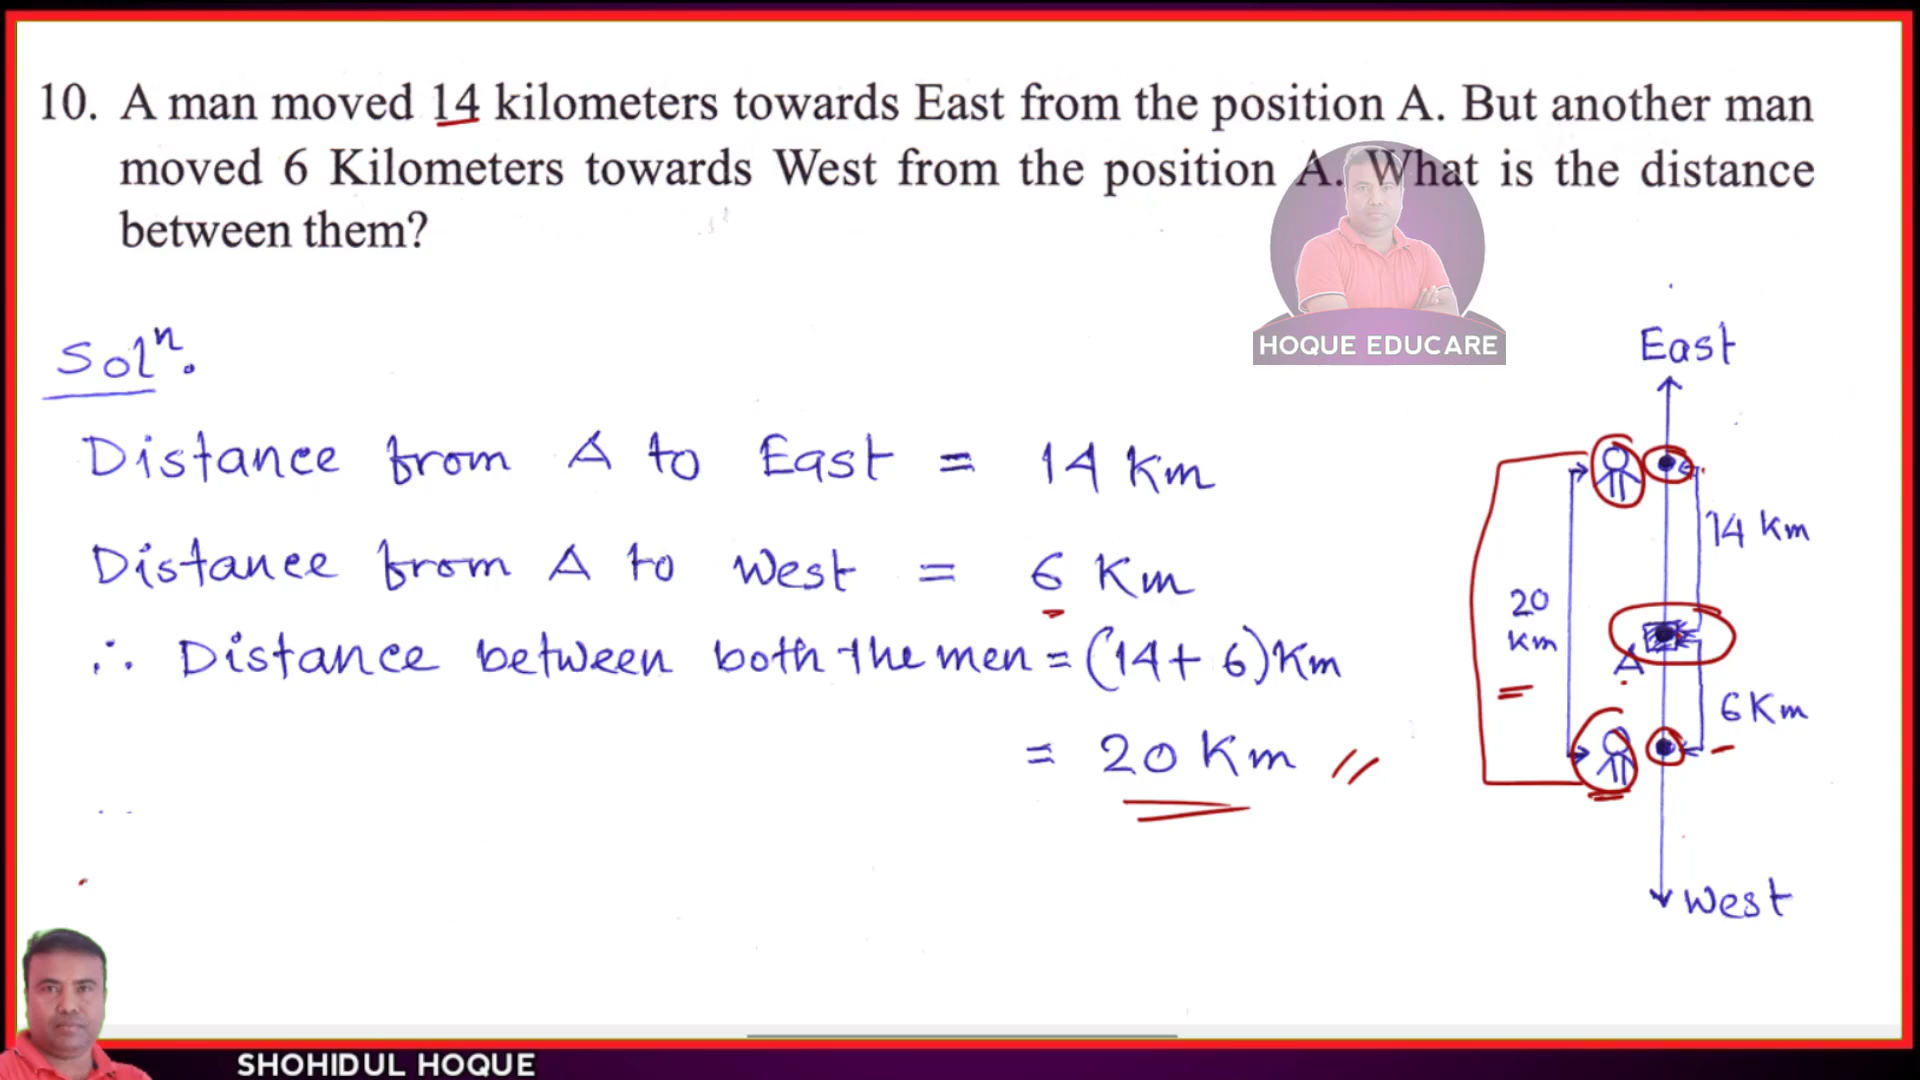 10. A man moved 14 kilometers towards East from the position A. But another man
moved 6 Kilometers towards West from the position A. What is the distance
between them?
HOQUE EDUCARE
Solⁿ.
Distance from A to East = 14 Km
Distance from A to West = 6 Km
∴ Distance between both the men = (14 + 6) Km
= 20 Km
East
14 Km
20
Km
A
6 Km
West
SHOHIDUL HOQUE